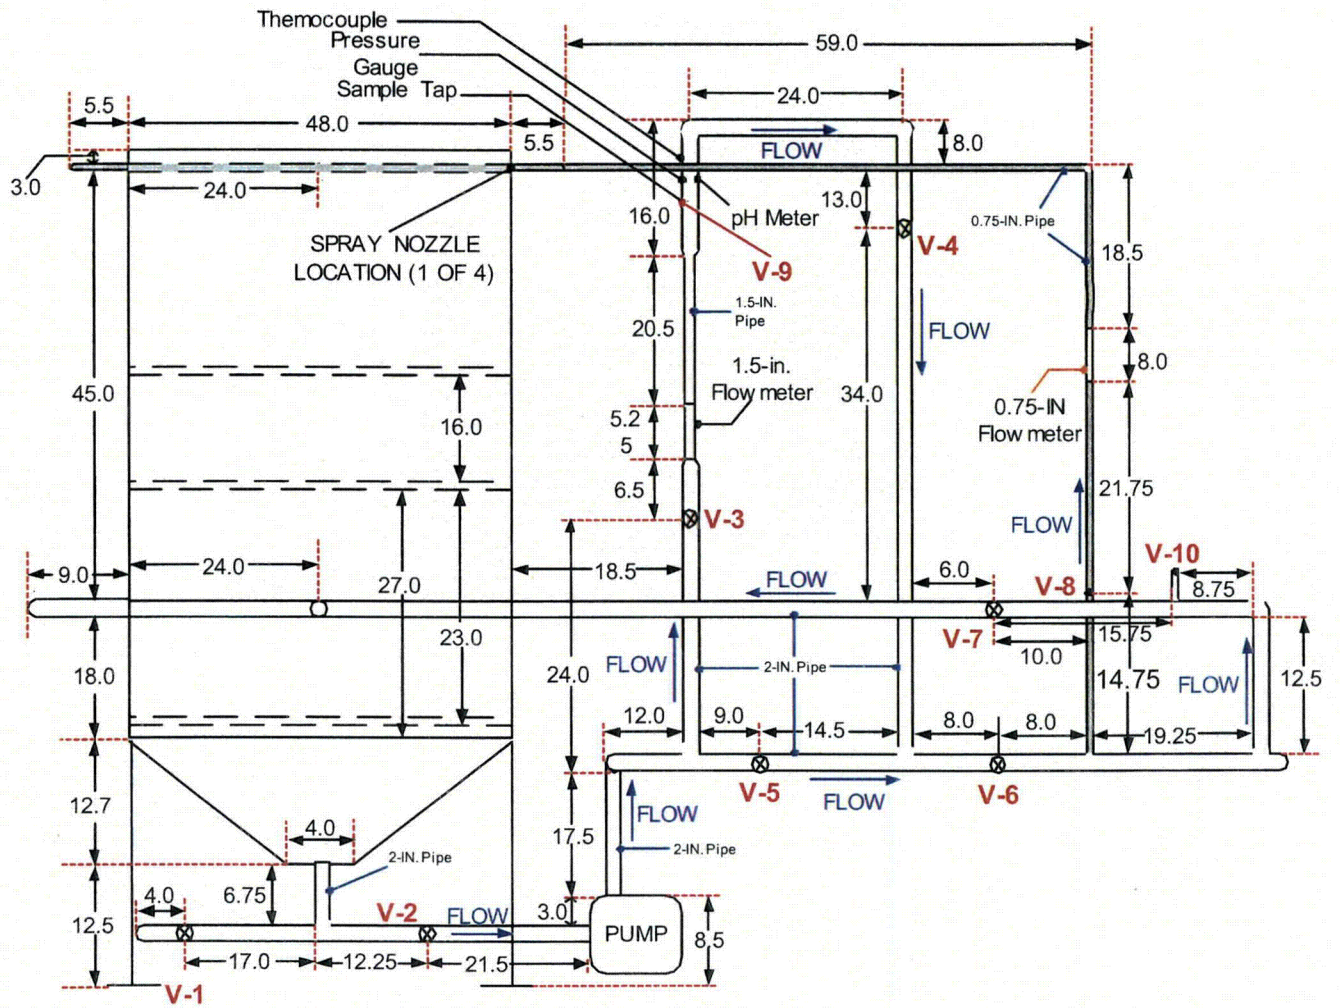 Themocouple
Pressure
Gauge
Sample Tap
59.0
24.0
5.5
48.0
5.5
8.0
FLOW
3.0
24.0
16.0
pH Meter
13.0
0.75-IN. Pipe
SPRAY NOZZLE
LOCATION (1 OF 4)
V-9
V-4
18.5
1.5-IN.
Pipe
20.5
FLOW
1.5-in.
Flow meter
8.0
45.0
34.0
0.75-IN
Flow meter
16.0
5.2
5
6.5
V-3
21.75
FLOW
V-10
9.0
24.0
27.0
18.5
FLOW
6.0
V-8
8.75
23.0
V-7
15.75
10.0
18.0
FLOW
24.0
2-IN. Pipe
14.75
FLOW
12.5
12.0
9.0
14.5
8.0
8.0
19.25
12.7
V-5
FLOW
V-6
4.0
FLOW
17.5
2-IN. Pipe
2-IN. Pipe
4.0
6.75
V-2
FLOW
3.0
12.5
PUMP
8.5
17.0
12.25
21.5
V-1